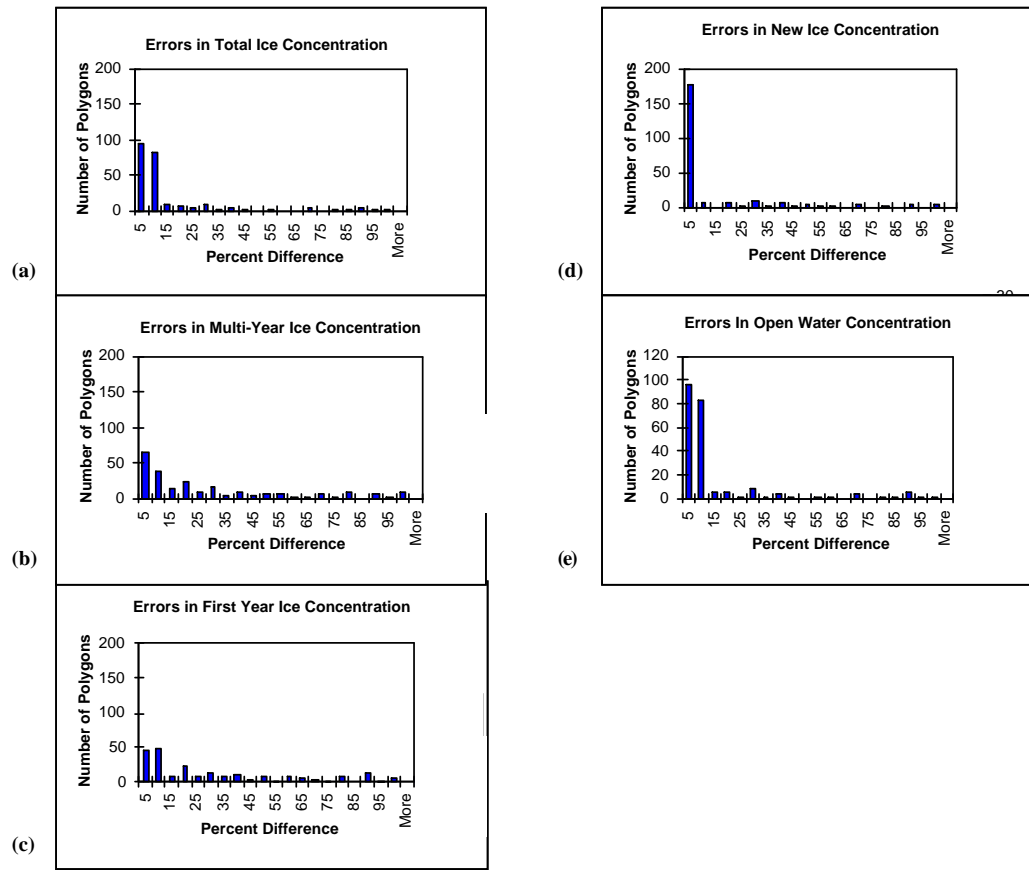 (a)
Errors in Total Ice Concentration
Number of Polygons
200
150
100
50
0
5 15 25 35 45 55 65 75 85 95 More
Percent Difference
(b)
Errors in Multi-Year Ice Concentration
Number of Polygons
200
150
100
50
0
5 15 25 35 45 55 65 75 85 95 More
Percent Difference
(c)
Errors in First Year Ice Concentration
Number of Polygons
200
150
100
50
0
5 15 25 35 45 55 65 75 85 95 More
Percent Difference
(d)
Errors in New Ice Concentration
Number of Polygons
200
150
100
50
0
5 15 25 35 45 55 65 75 85 95 More
Percent Difference
(e)
Errors In Open Water Concentration
Number of Polygons
120
100
80
60
40
20
0
5 15 25 35 45 55 65 75 85 95 More
Percent Difference